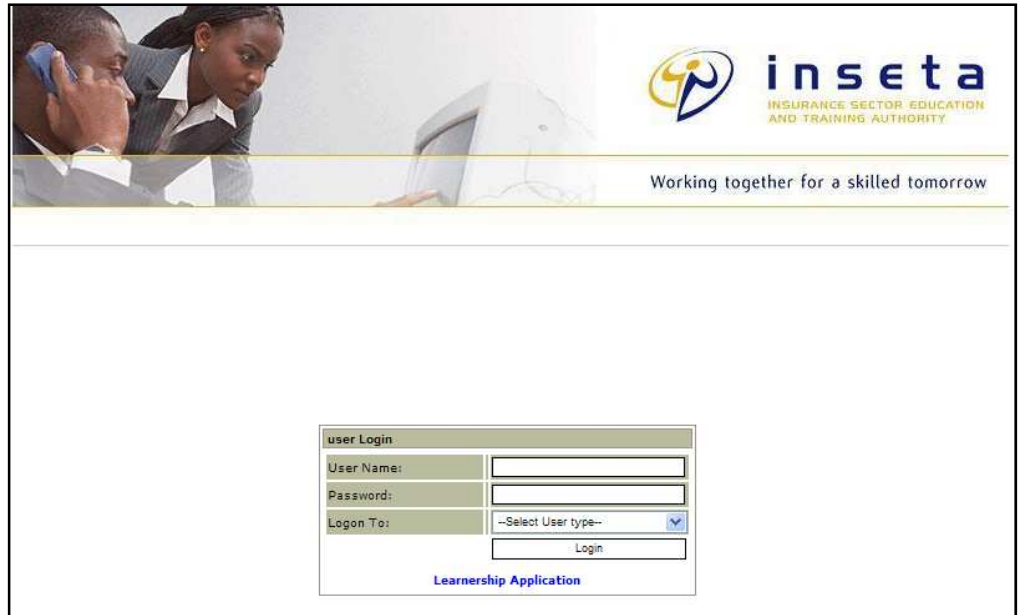 inseta
INSURANCE SECTOR EDUCATION
AND TRAINING AUTHORITY
Working together for a skilled tomorrow
user Login
User Name:
Password:
Logon To:
--Select User type--
Login
Learnership Application